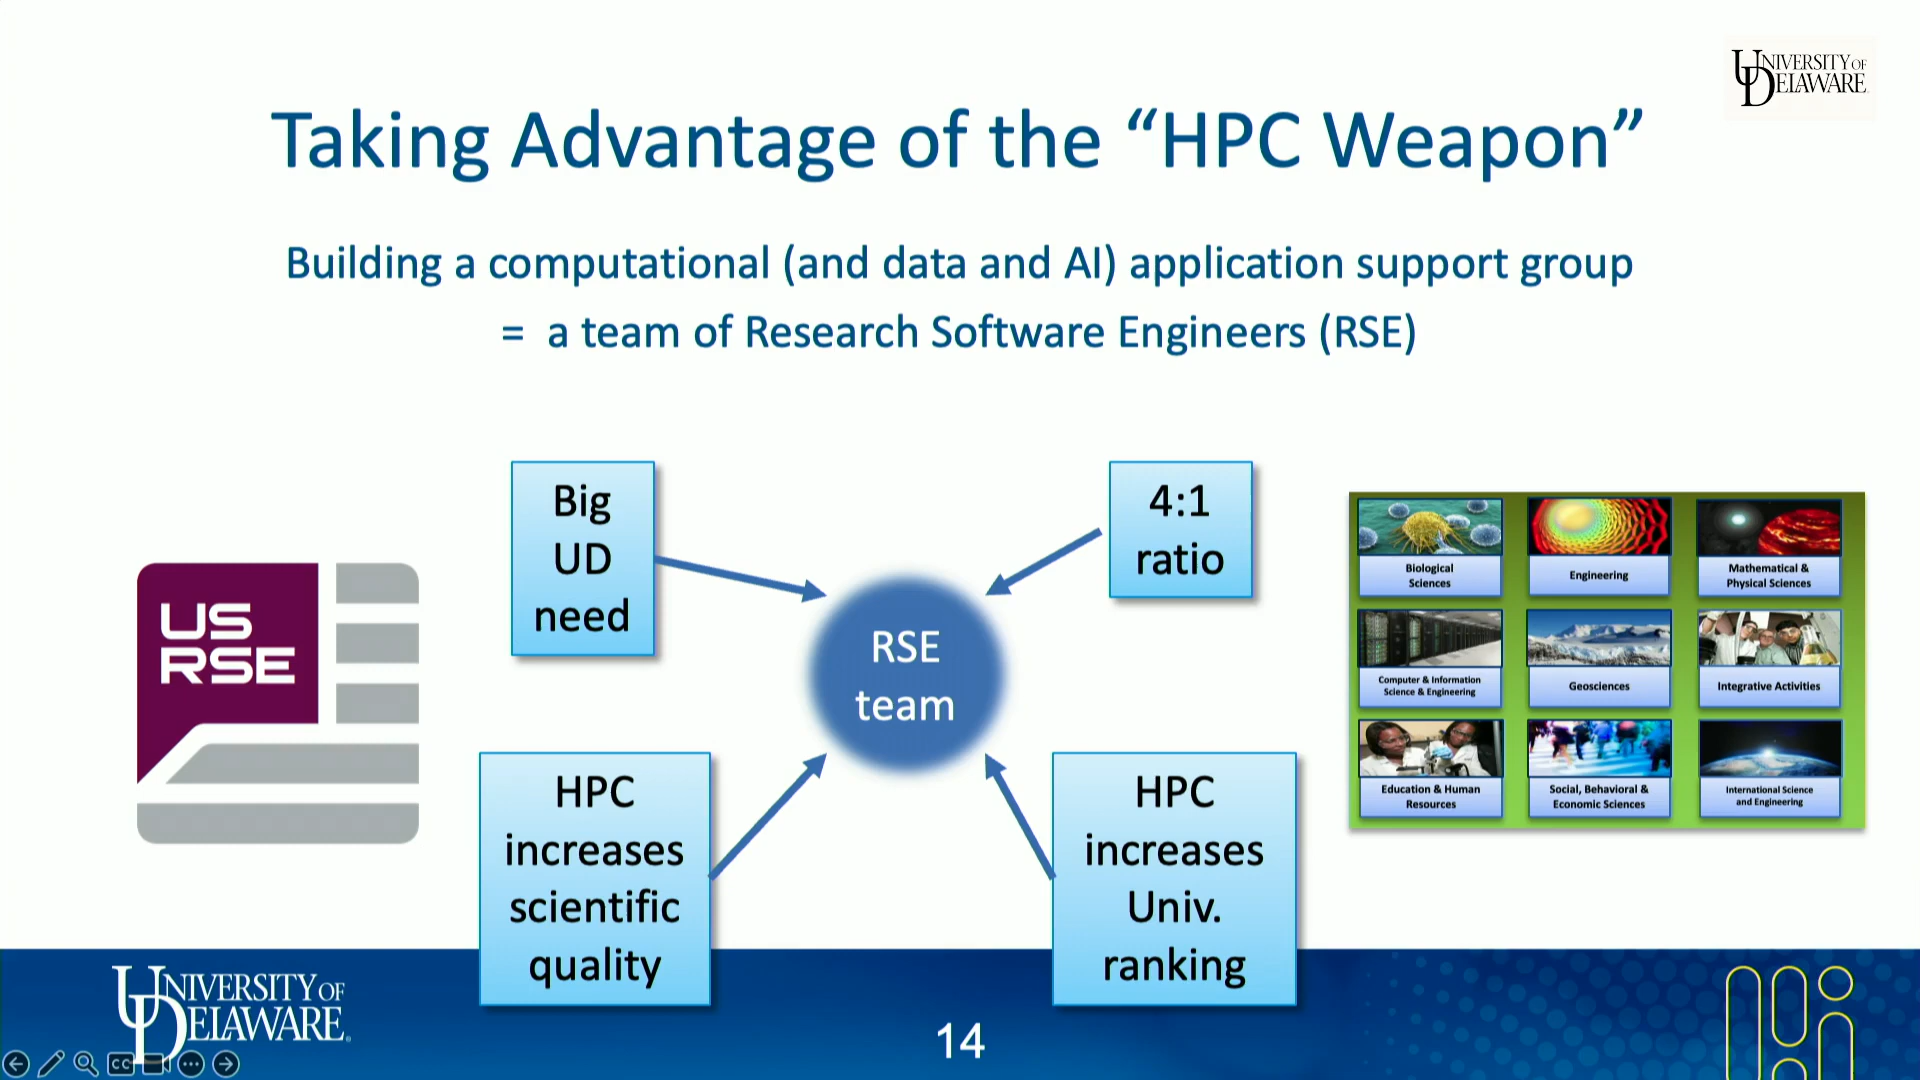 UNIVERSITY OF
DELAWARE
Taking Advantage of the “HPC Weapon”
Building a computational (and data and AI) application support group
= a team of Research Software Engineers (RSE)
US
RSE
Big
UD
need
4:1
ratio
RSE
team
HPC
increases
scientific
quality
HPC
increases
Univ.
ranking
Biological
Sciences
Engineering
Mathematical &
Physical Sciences
Computer & Information
Science & Engineering
Geosciences
Integrative Activities
Education & Human
Resources
Social, Behavioral &
Economic Sciences
International Science
and Engineering
UNIVERSITY OF
DELAWARE
14
CC